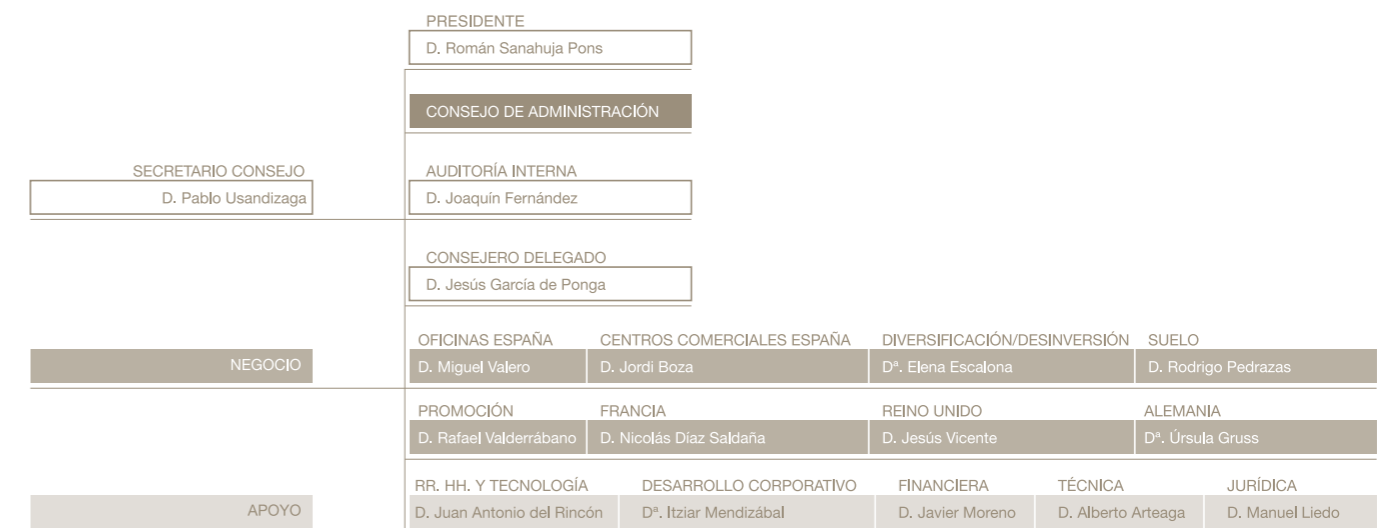 PRESIDENTE
D. Román Sanahuja Pons
CONSEJO DE ADMINISTRACIÓN
SECRETARIO CONSEJO
D. Pablo Usandizaga
AUDITORÍA INTERNA
D. Joaquín Fernández
CONSEJERO DELEGADO
D. Jesús García de Ponga
NEGOCIO
OFICINAS ESPAÑA CENTROS COMERCIALES ESPAÑA DIVERSIFICACIÓN/DESINVERSIÓN SUELO
D. Miguel Valero D. Jordi Boza Dª. Elena Escalona D. Rodrigo Pedrazas
PROMOCIÓN FRANCIA REINO UNIDO ALEMANIA
D. Rafael Valderrábano D. Nicolás Díaz Saldaña D. Jesús Vicente Dª. Úrsula Gruss
APOYO
RR. HH. Y TECNOLOGÍA DESARROLLO CORPORATIVO FINANCIERA TÉCNICA JURÍDICA
D. Juan Antonio del Rincón Dª. Itziar Mendizábal D. Javier Moreno D. Alberto Arteaga D. Manuel Liedo